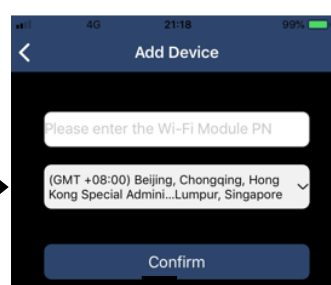 4G 21:18 99%
Add Device
Please enter the Wi-Fi Module PN
(GMT +08:00) Beijing, Chongqing, Hong
Kong Special Admini...Lumpur, Singapore
Confirm